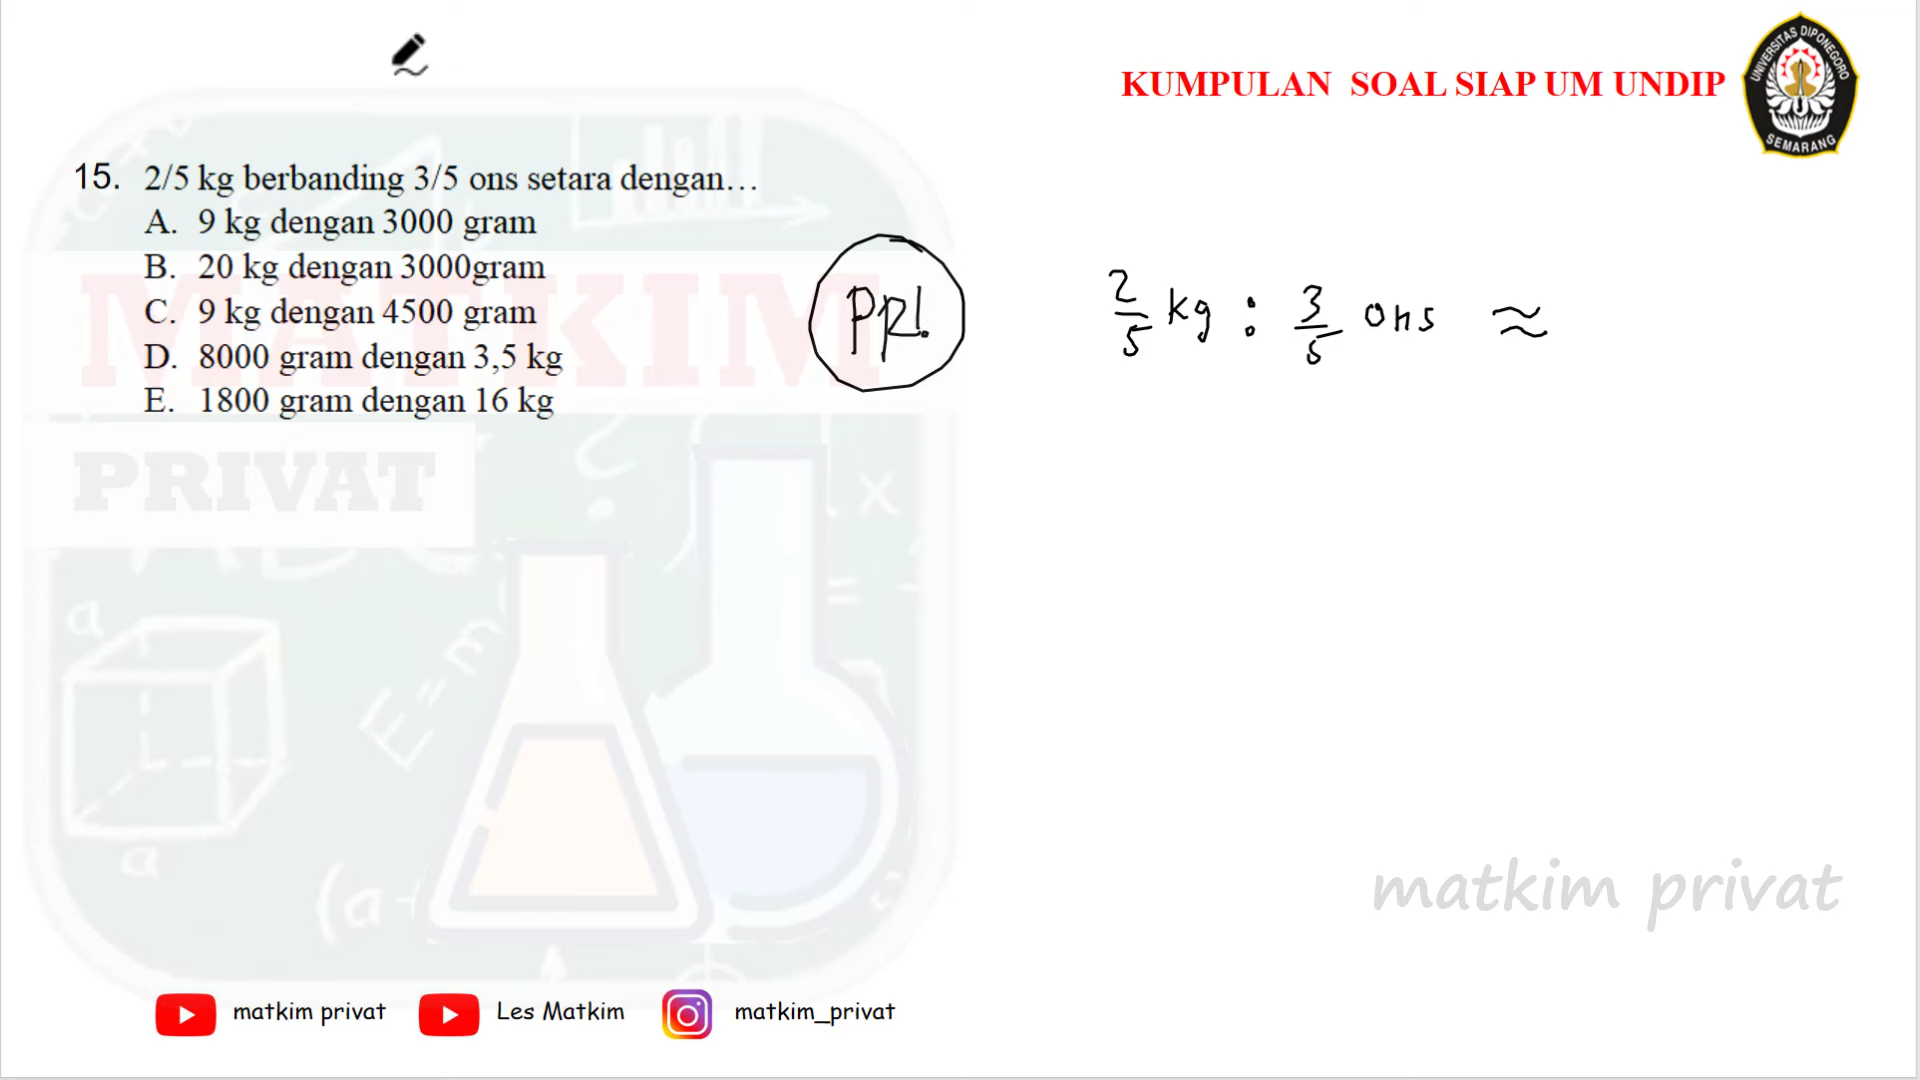 KUMPULAN SOAL SIAP UM UNDIP
UNIVERSITAS DIPONEGORO
SEMARANG
15. 2/5 kg berbanding 3/5 ons setara dengan...
A. 9 kg dengan 3000 gram
B. 20 kg dengan 3000gram
C. 9 kg dengan 4500 gram
D. 8000 gram dengan 3,5 kg
E. 1800 gram dengan 16 kg
2/5 kg : 3/5 ons ≈
MATKIM
PRIVAT
a
E=m
a
(a
matkim privat
matkim privat
Les Matkim
matkim_privat